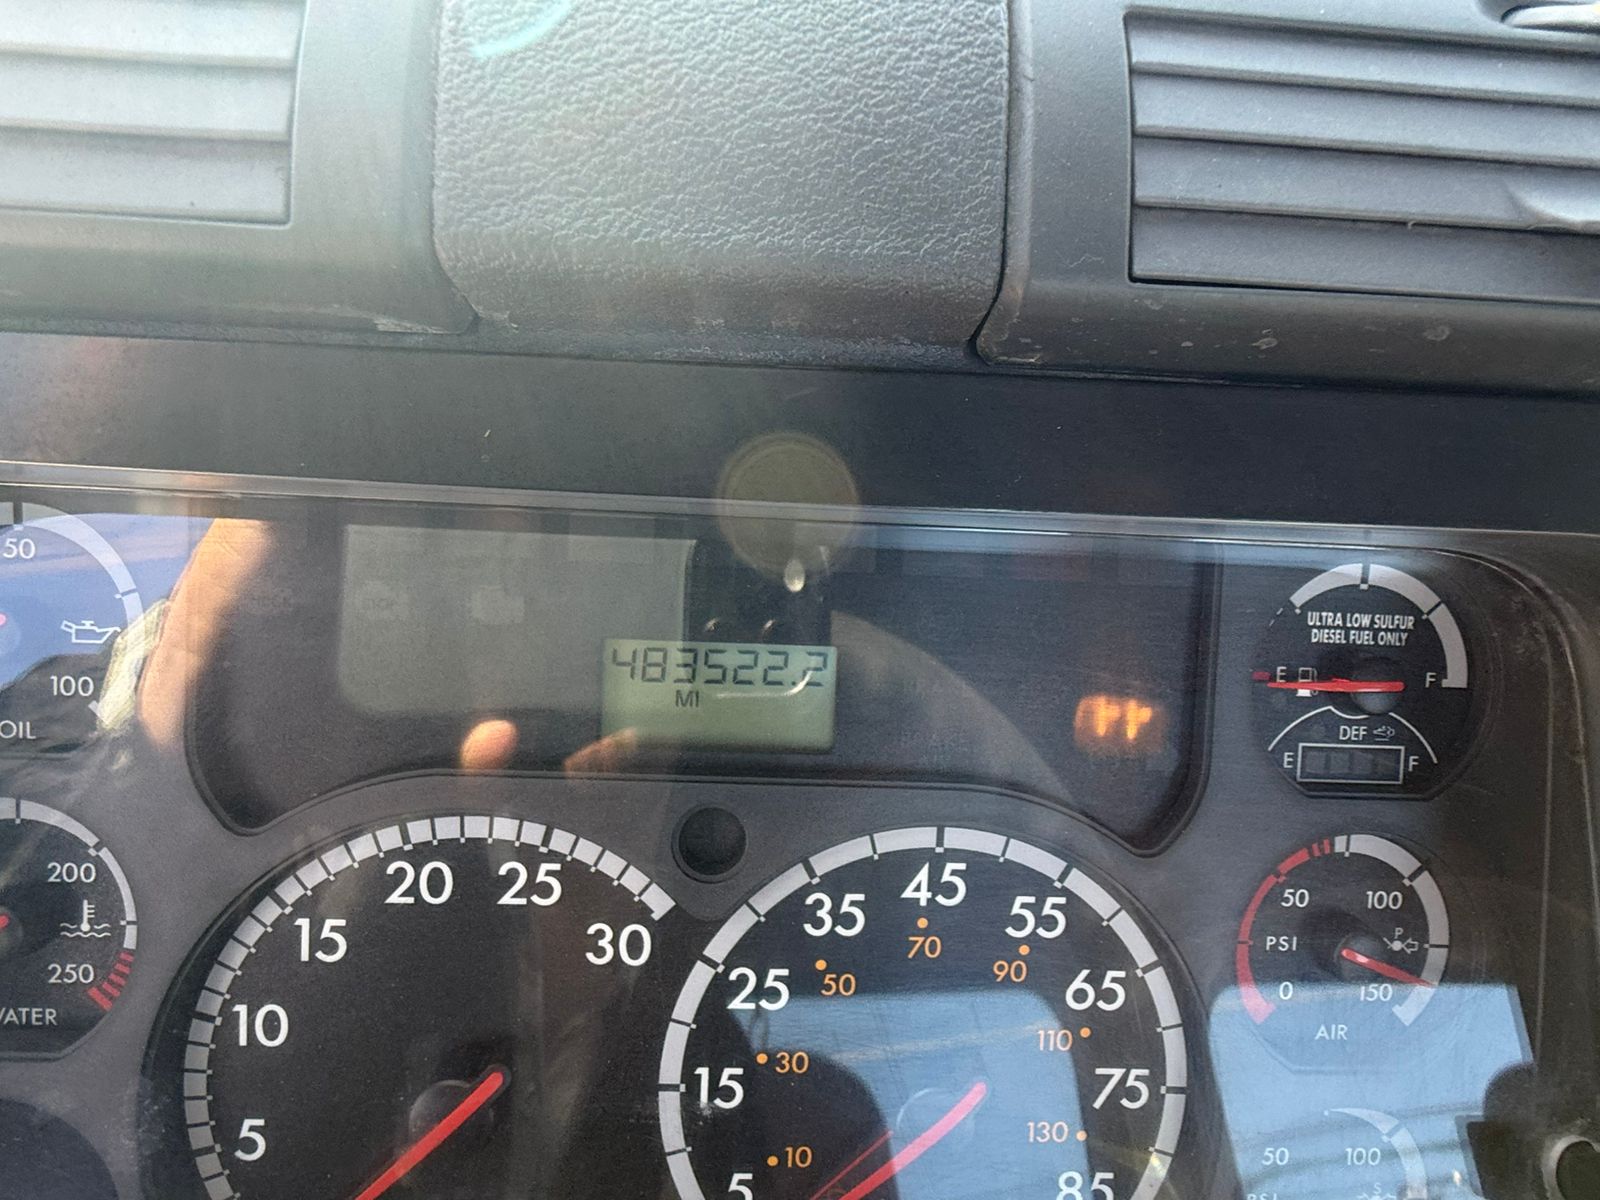 50
100
OIL
483522.2
MI
ULTRA LOW SULFUR
DIESEL FUEL ONLY
E F
DEF
E F
200
250
WATER
5 10 15 20 25 30
5 15 25 35 45 55 65 75 85
10 30 50 70 90 110 130
50 100
PSI
P
0 150
AIR
50 100
PSI
S